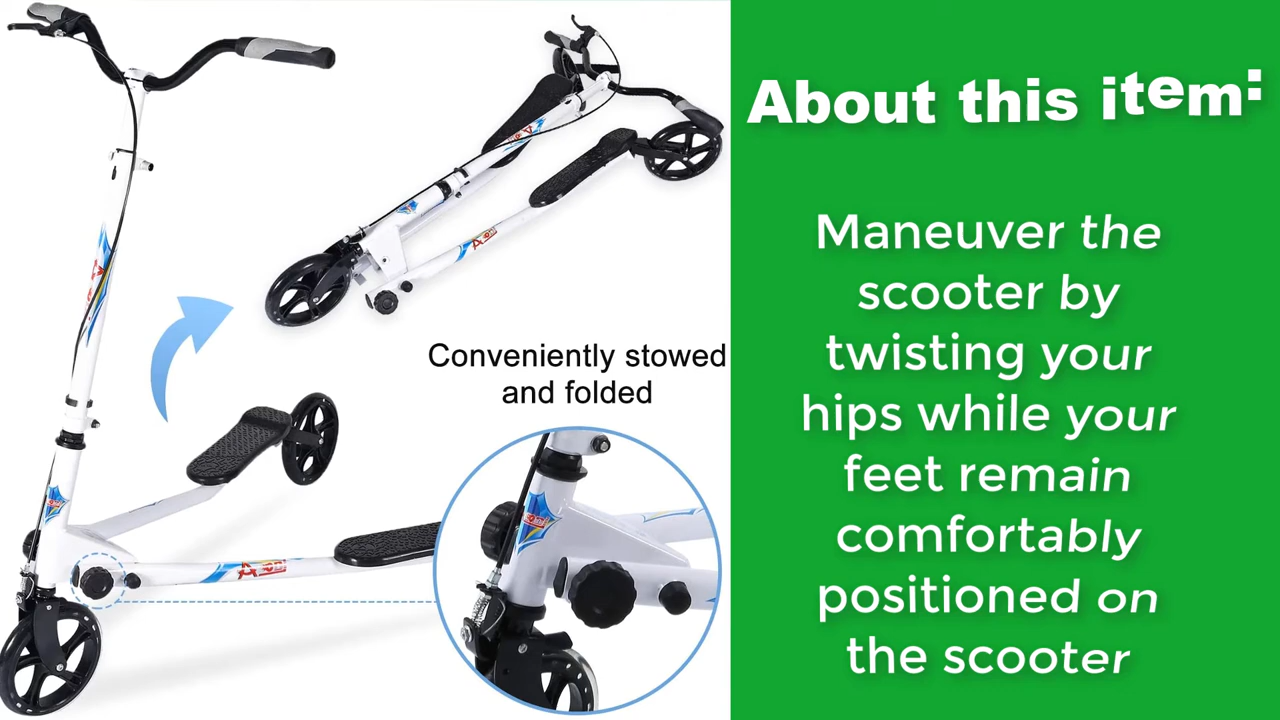 Conveniently stowed
and folded
About this item:
Maneuver the
scooter by
twisting your
hips while your
feet remain
comfortably
positioned on
the scooter